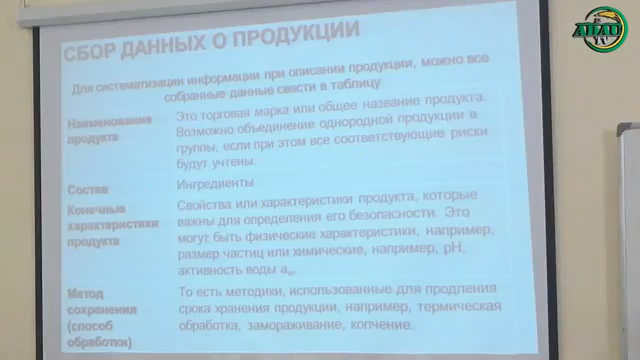 СБОР ДАННЫХ О ПРОДУКЦИИ
Для систематизации информации при описании продукции, можно все
собранные данные свести в таблицу
Наименование
продукта
Это торговая марка или общее название продукта.
Возможно объединение однородной продукции в
группы, если при этом все соответствующие риски
будут учтены.
Состав
Ингредиенты
Конечные
характеристики
продукта
Свойства или характеристики продукта, которые
важны для определения его безопасности. Это
могут быть физические характеристики, например,
размер частиц или химические, например, pH,
активность воды aw.
Метод
сохранения
(способ
обработки)
То есть методики, использованные для продления
срока хранения продукции, например, термическая
обработка, замораживание, копчение.